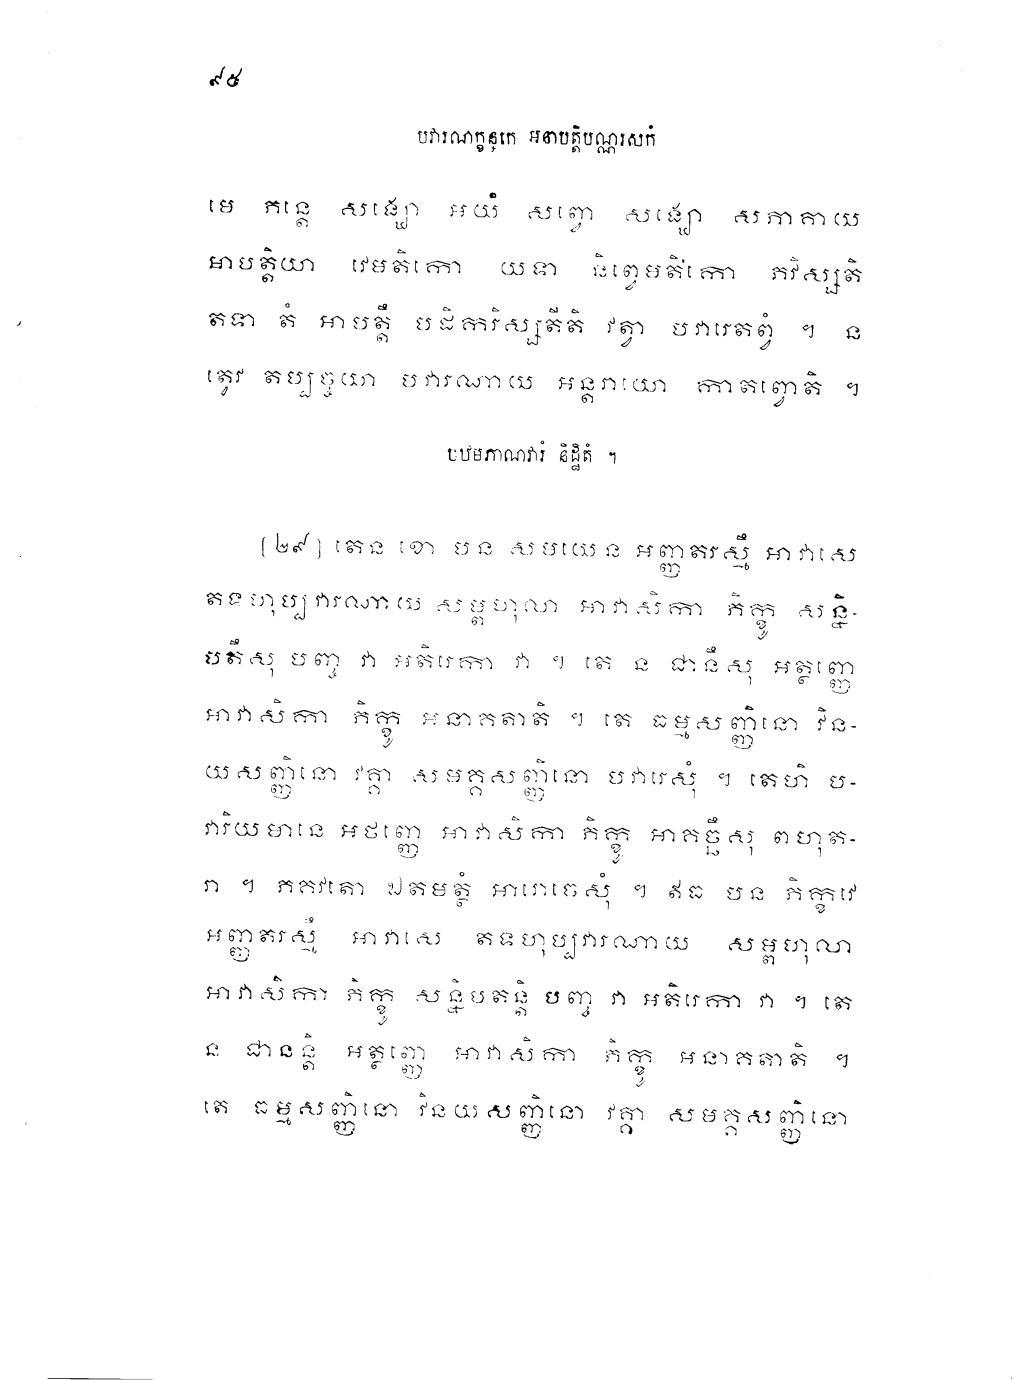 ៩៥
បវារណក្ខន្ធកេ អនាបត្តិបណ្ណរសកំ
មេ ភន្តេ សង្ឃោ អយំ សព្វោ សង្ឃោ សភាគាយ
អាបត្តិយា វេមតិកោ យទា និព្វេមតិកោ ភវិស្សតិ
តទា តំ អាបត្តឹ បដិការិស្សតីតិ វត្វា បវារេតព្វំ ។ ន
ត្វេវ តប្បច្ចយា បវារណាយ អន្តរាយោ កាតព្វោតិ ។
បឋមភាណវារំ និដ្ឋិតំ ។
[២៩] តេន ខោ បន សមយេន អញ្ញតរស្មឹ អាវាសេ
តទហុប្បវារណាយ សម្ពហុលា អាវាសិកា ភិក្ខូ សន្និ-
បតឹសុ បញ្ច វា អតិរេកា វា ។ តេ ន ជានឹសុ អត្ថញ្ញេ
អាវាសិកា ភិក្ខូ អនាគតាតិ ។ តេ ធម្មសញ្ញិនោ វិន-
យសញ្ញិនោ វគ្គា សមគ្គសញ្ញិនោ បវារេសុំ ។ តេហិ ប-
វារិយមានេ អថញ្ញេ អាវាសិកា ភិក្ខូ អាគច្ឆឹសុ ពហុត-
រា ។ ភគវតោ ឯតមត្ថំ អារោចេសុំ ។ ឥធ បន ភិក្ខវេ
អញ្ញតរស្មឹ អាវាសេ តទហុប្បវារណាយ សម្ពហុលា
អាវាសិកា ភិក្ខូ សន្និបតន្តិ បញ្ច វា អតិរេកា វា ។ តេ
ន ជានន្តិ អត្ថញ្ញេ អាវាសិកា ភិក្ខូ អនាគតាតិ ។
តេ ធម្មសញ្ញិនោ វិនយសញ្ញិនោ វគ្គា សមគ្គសញ្ញិនោ